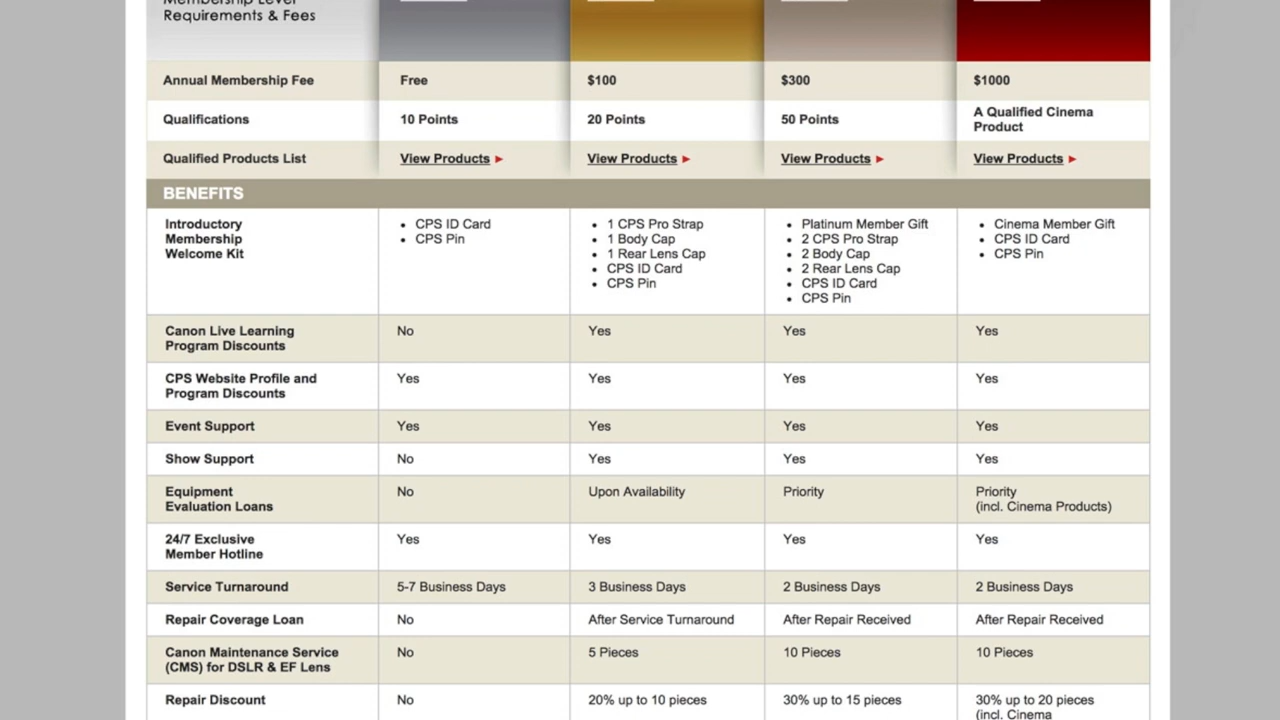 Membership Level
Requirements & Fees
Annual Membership Fee
Free
$100
$300
$1000
Qualifications
10 Points
20 Points
50 Points
A Qualified Cinema
Product
Qualified Products List
View Products
View Products
View Products
View Products
BENEFITS
Introductory
Membership
Welcome Kit
• CPS ID Card
• CPS Pin
• 1 CPS Pro Strap
• 1 Body Cap
• 1 Rear Lens Cap
• CPS ID Card
• CPS Pin
• Platinum Member Gift
• 2 CPS Pro Strap
• 2 Body Cap
• 2 Rear Lens Cap
• CPS ID Card
• CPS Pin
• Cinema Member Gift
• CPS ID Card
• CPS Pin
Canon Live Learning
Program Discounts
No
Yes
Yes
Yes
CPS Website Profile and
Program Discounts
Yes
Yes
Yes
Yes
Event Support
Yes
Yes
Yes
Yes
Show Support
No
Yes
Yes
Yes
Equipment
Evaluation Loans
No
Upon Availability
Priority
Priority
(incl. Cinema Products)
24/7 Exclusive
Member Hotline
Yes
Yes
Yes
Yes
Service Turnaround
5-7 Business Days
3 Business Days
2 Business Days
2 Business Days
Repair Coverage Loan
No
After Service Turnaround
After Repair Received
After Repair Received
Canon Maintenance Service
(CMS) for DSLR & EF Lens
No
5 Pieces
10 Pieces
10 Pieces
Repair Discount
No
20% up to 10 pieces
30% up to 15 pieces
30% up to 20 pieces
(incl. Cinema